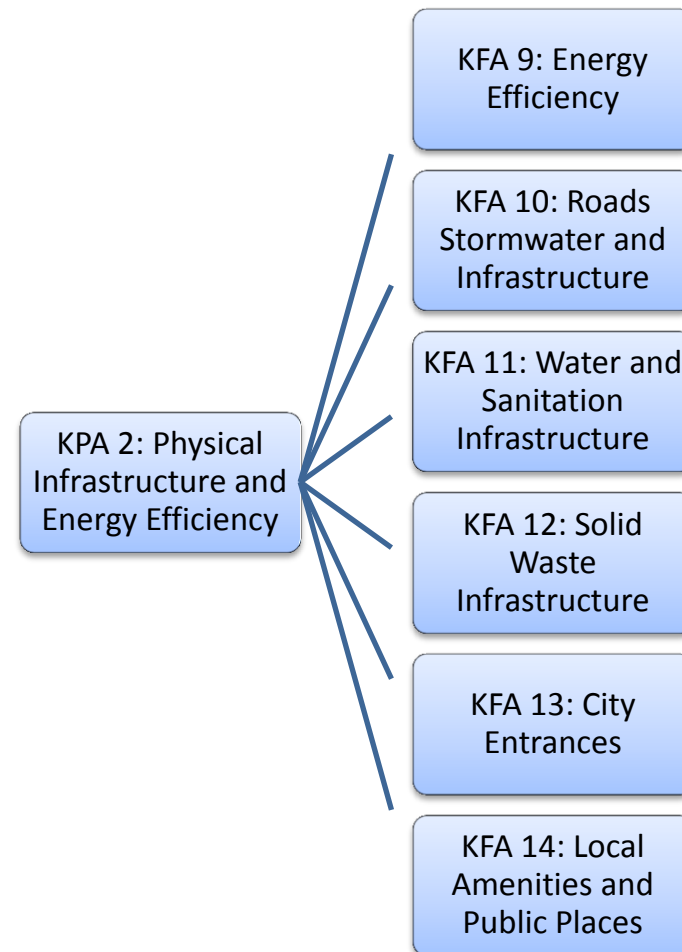 KFA 9: Energy
Efficiency
KFA 10: Roads
Stormwater and
Infrastructure
KFA 11: Water and
Sanitation
Infrastructure
KPA 2: Physical
Infrastructure and
Energy Efficiency
KFA 12: Solid
Waste
Infrastructure
KFA 13: City
Entrances
KFA 14: Local
Amenities and
Public Places